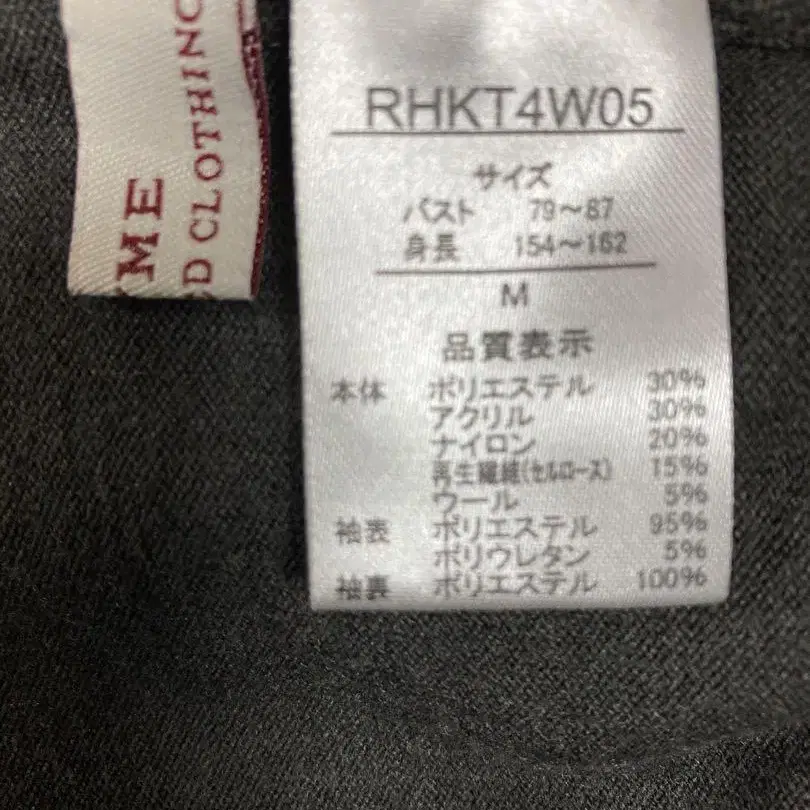 ME
D CLOTHING
RHKT4W05
サイズ
バスト 79〜87
身長 154〜162
M
品質表示
本体 ポリエステル 30%
アクリル 30%
ナイロン 20%
再生繊維(セルロース) 15%
ウール 5%
袖表 ポリエステル 95%
ポリウレタン 5%
袖裏 ポリエステル 100%